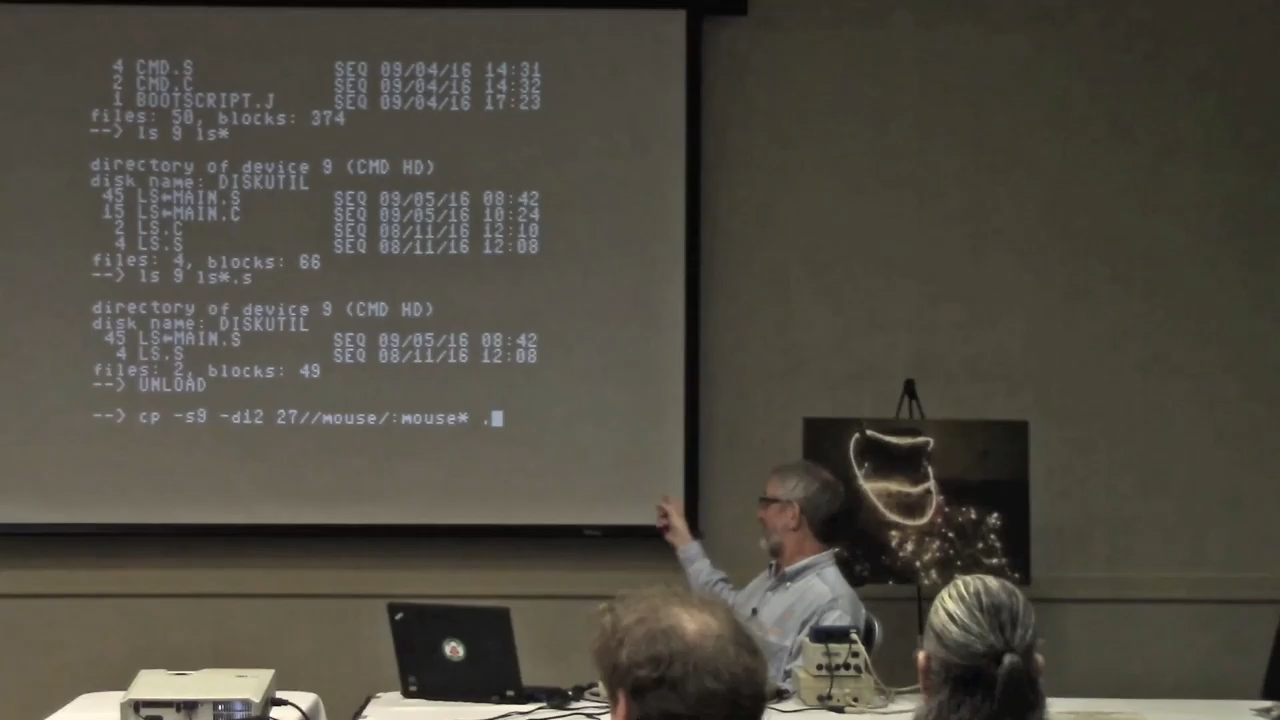 4 CMD.S SEQ 09/04/16 14:31
2 CMD.C SEQ 09/04/16 14:32
1 BOOTSCRIPT.J SEQ 09/04/16 17:23
files: 50, blocks: 374
--> ls 9 ls*
directory of device 9 (CMD HD)
disk name: DISKUTIL
45 LS←MAIN.S SEQ 09/05/16 08:42
15 LS←MAIN.C SEQ 09/05/16 10:24
2 LS.C SEQ 08/11/16 12:10
4 LS.S SEQ 08/11/16 12:08
files: 4, blocks: 66
--> ls 9 ls*.s
directory of device 9 (CMD HD)
disk name: DISKUTIL
45 LS←MAIN.S SEQ 09/05/16 08:42
4 LS.S SEQ 08/11/16 12:08
files: 2, blocks: 49
--> UNLOAD
--> cp -s9 -d12 27//mouse/:mouse* .